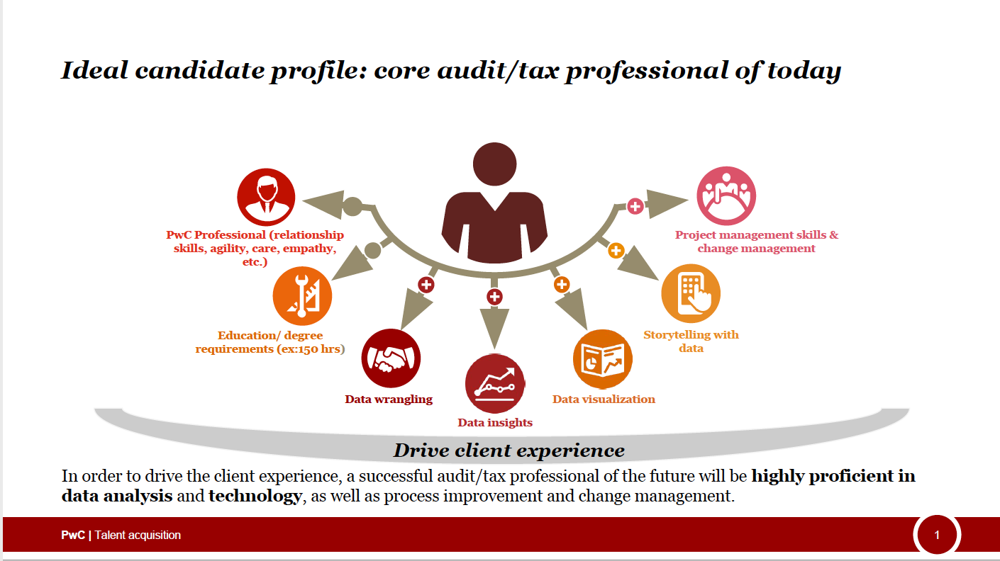 Ideal candidate profile: core audit/tax professional of today
PwC Professional (relationship
skills, agility, care, empathy,
etc.)
Education/ degree
requirements (ex:150 hrs)
Data wrangling
Data insights
Data visualization
Storytelling with
data
Project management skills &
change management
Drive client experience
In order to drive the client experience, a successful audit/tax professional of the future will be highly proficient in
data analysis and technology, as well as process improvement and change management.
PwC | Talent acquisition
1